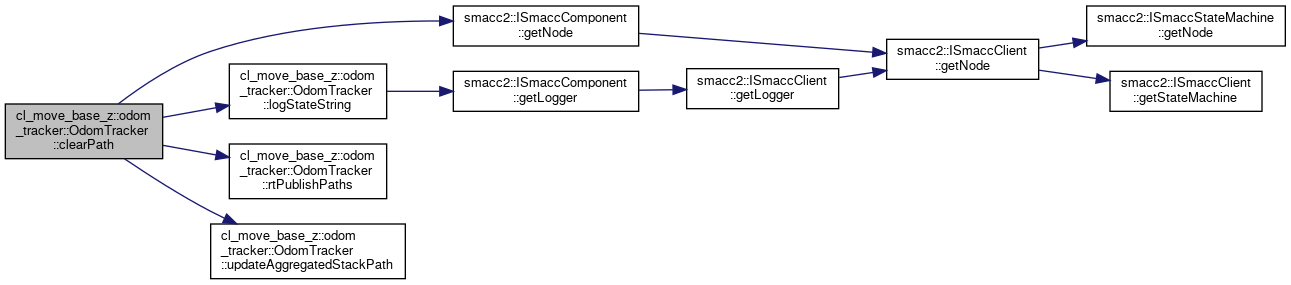 cl_move_base_z::odom
_tracker::OdomTracker
::clearPath
smacc2::ISmaccComponent
::getNode
cl_move_base_z::odom
_tracker::OdomTracker
::logStateString
smacc2::ISmaccComponent
::getLogger
smacc2::ISmaccClient
::getLogger
smacc2::ISmaccClient
::getNode
smacc2::ISmaccStateMachine
::getNode
smacc2::ISmaccClient
::getStateMachine
cl_move_base_z::odom
_tracker::OdomTracker
::rtPublishPaths
cl_move_base_z::odom
_tracker::OdomTracker
::updateAggregatedStackPath